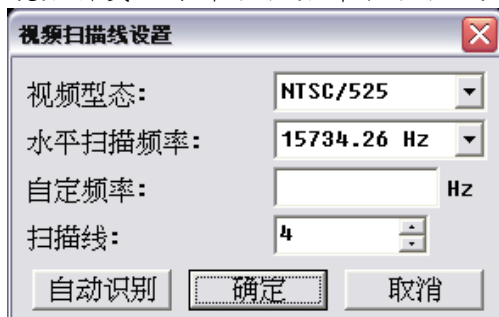 视频扫描线设置
视频型态: NTSC/525
水平扫描频率: 15734.26 Hz
自定频率: Hz
扫描线: 4
自动识别 确定 取消